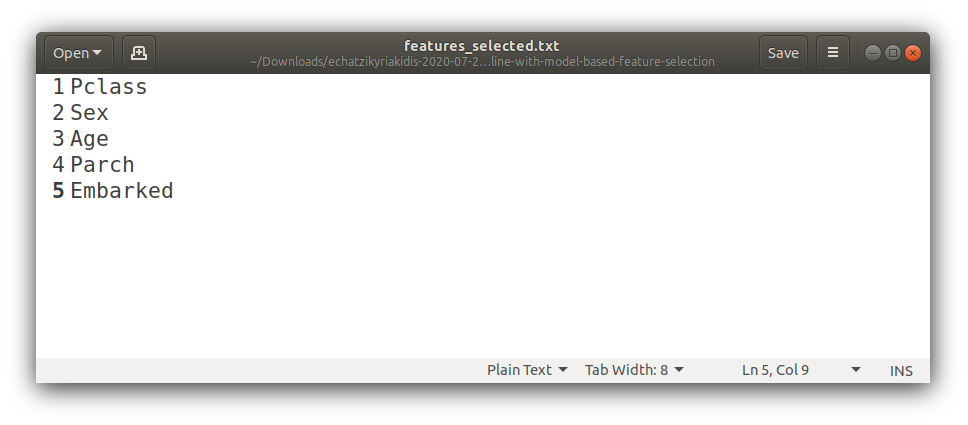 Open
features_selected.txt
~/Downloads/echatzikyriakidis-2020-07-2...line-with-model-based-feature-selection
Save
1 Pclass
2 Sex
3 Age
4 Parch
5 Embarked
Plain Text Tab Width: 8 Ln 5, Col 9 INS